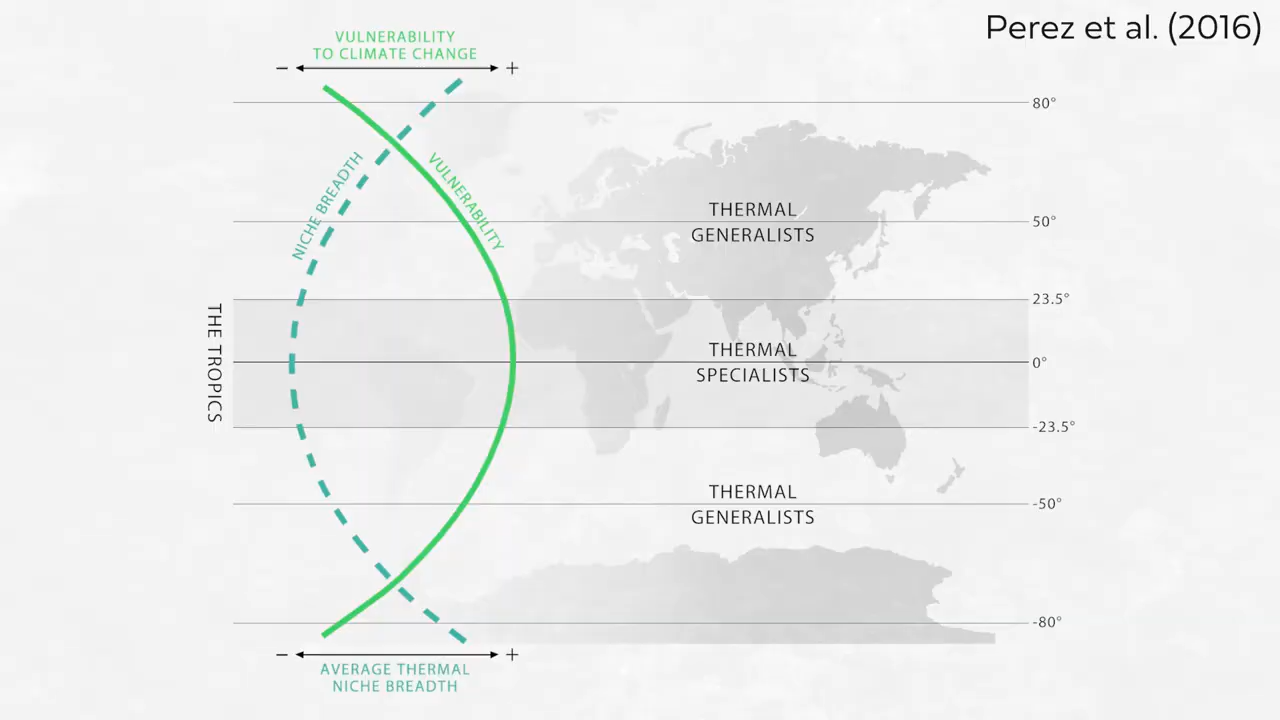 Perez et al. (2016)
VULNERABILITY
TO CLIMATE CHANGE
– +
80°
NICHE BREADTH
VULNERABILITY
THERMAL
GENERALISTS
50°
23.5°
THE TROPICS
THERMAL
SPECIALISTS
0°
-23.5°
THERMAL
GENERALISTS
-50°
-80°
– +
AVERAGE THERMAL
NICHE BREADTH